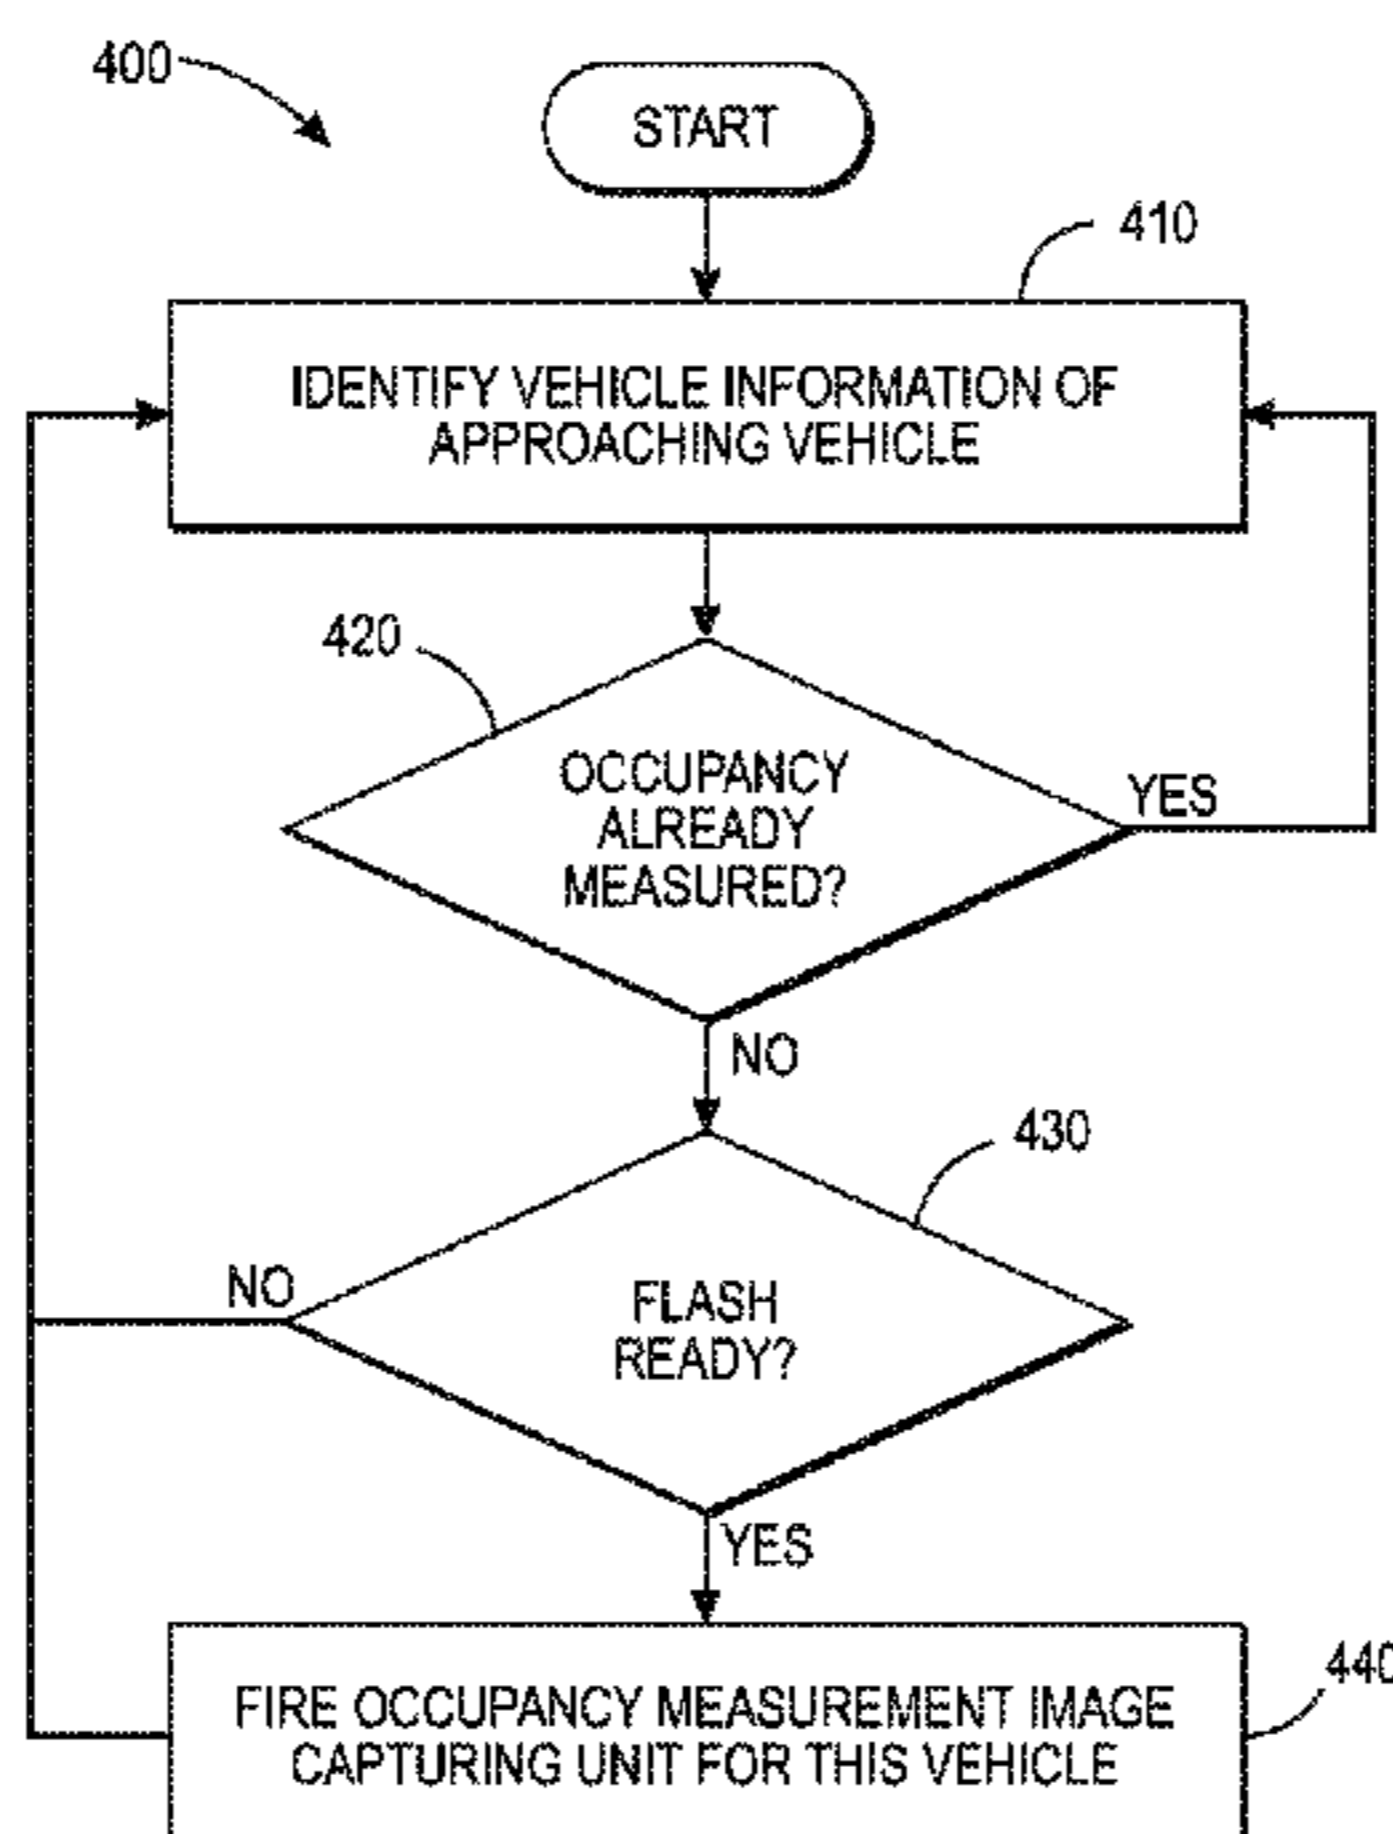 400
START
410
IDENTIFY VEHICLE INFORMATION OF
APPROACHING VEHICLE
420
OCCUPANCY
ALREADY
MEASURED?
YES
NO
430
NO
FLASH
READY?
YES
440
FIRE OCCUPANCY MEASUREMENT IMAGE
CAPTURING UNIT FOR THIS VEHICLE